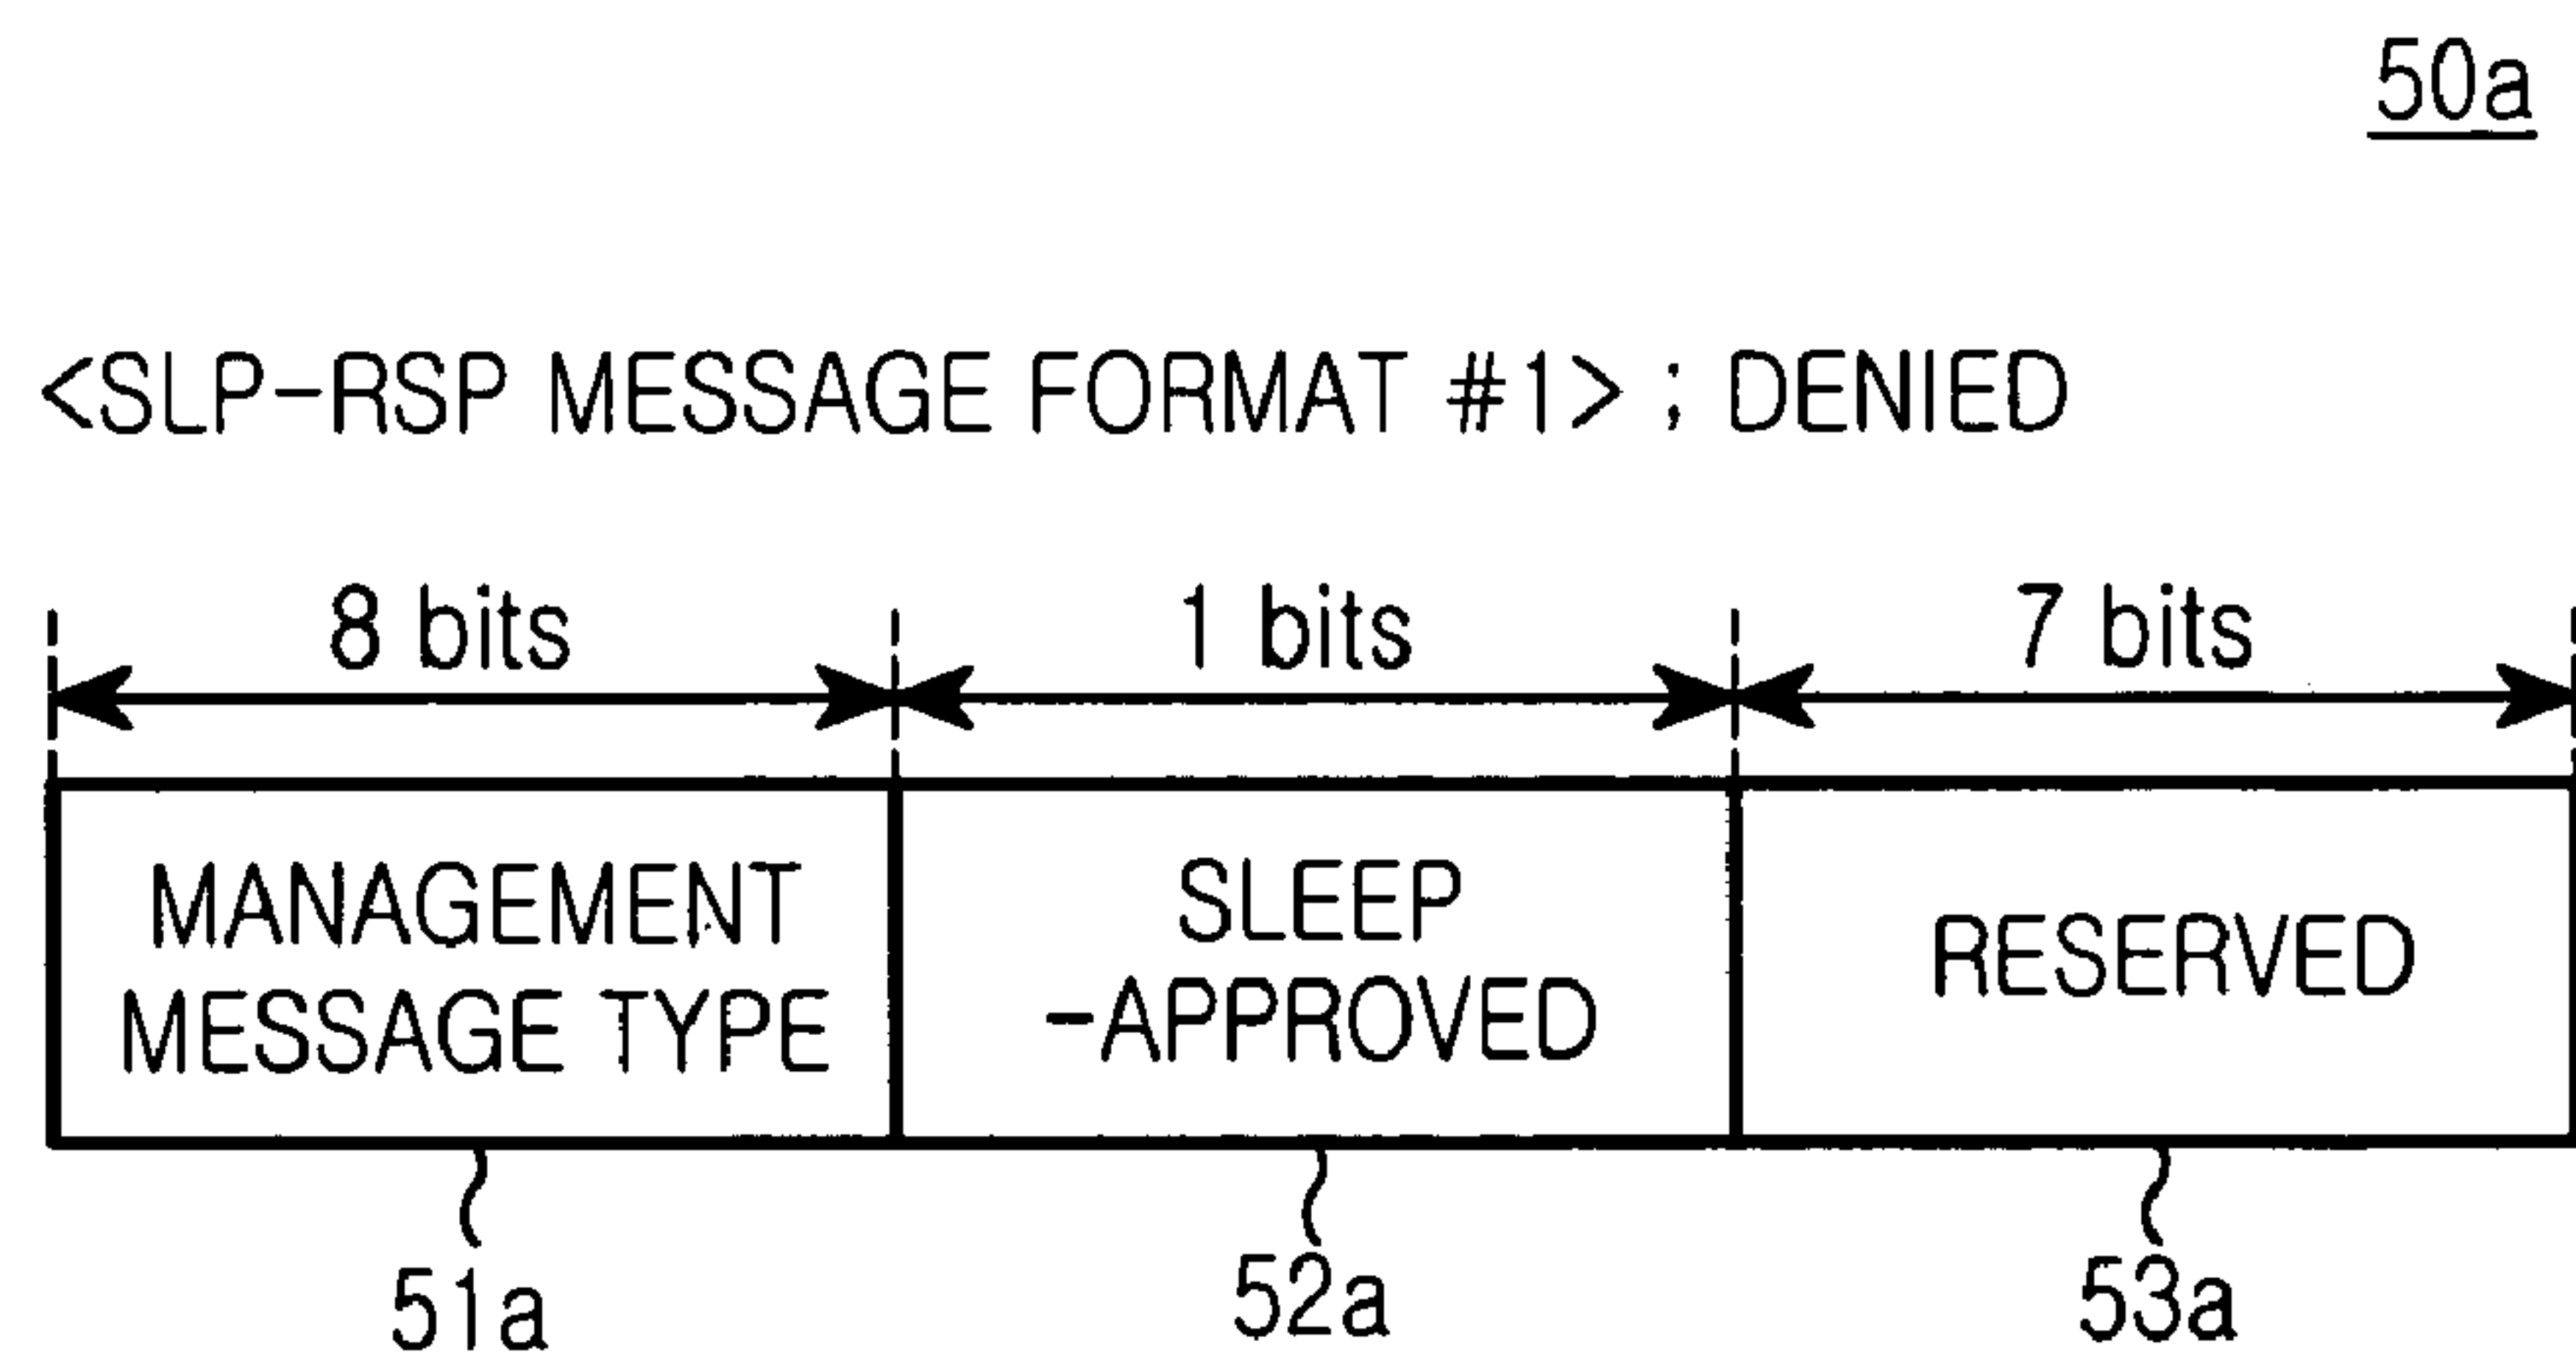 50a
<SLP-RSP MESSAGE FORMAT #1> ; DENIED
8 bits
1 bits
7 bits
MANAGEMENT
MESSAGE TYPE
SLEEP
-APPROVED
RESERVED
51a
52a
53a